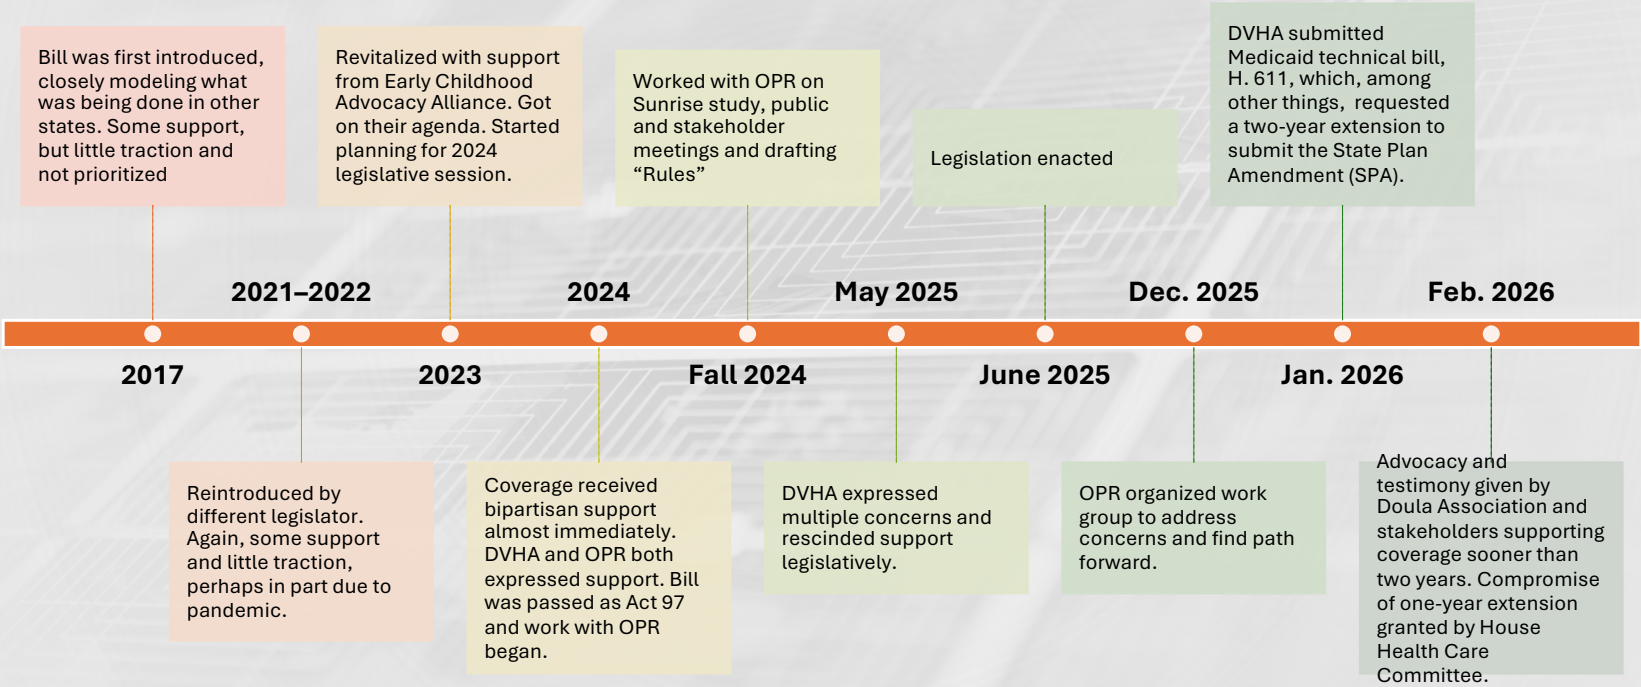 Bill was first introduced,
closely modeling what
was being done in other
states. Some support,
but little traction and
not prioritized
Revitalized with support
from Early Childhood
Advocacy Alliance. Got
on their agenda. Started
planning for 2024
legislative session.
Worked with OPR on
Sunrise study, public
and stakeholder
meetings and drafting
“Rules”
Legislation enacted
DVHA submitted
Medicaid technical bill,
H. 611, which, among
other things,  requested
a two-year extension to
submit the State Plan
Amendment (SPA).
2021–2022
2024
May 2025
Dec. 2025
Feb. 2026
2017
2023
Fall 2024
June 2025
Jan. 2026
Reintroduced by
different legislator.
Again, some support
and little traction,
perhaps in part due to
pandemic.
Coverage received
bipartisan support
almost immediately.
DVHA and OPR both
expressed support. Bill
was passed as Act 97
and work with OPR
began.
DVHA expressed
multiple concerns and
rescinded support
legislatively.
OPR organized work
group to address
concerns and find path
forward.
Advocacy and
testimony given by
Doula Association and
stakeholders supporting
coverage sooner than
two years. Compromise
of one-year extension
granted by House
Health Care
Committee.